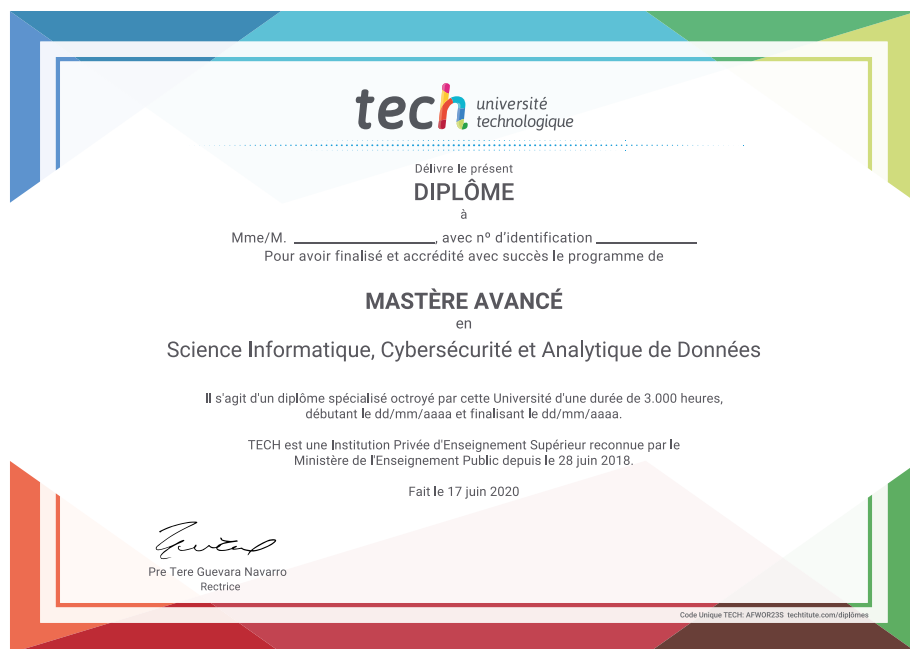 tech université
technologique
Délivre le présent
DIPLÔME
à
Mme/M. ____________________, avec nº d'identification ______________
Pour avoir finalisé et accrédité avec succès le programme de
MASTÈRE AVANCÉ
en
Science Informatique, Cybersécurité et Analytique de Données
Il s'agit d'un diplôme spécialisé octroyé par cette Université d'une durée de 3.000 heures,
débutant le dd/mm/aaaa et finalisant le dd/mm/aaaa.
TECH est une Institution Privée d'Enseignement Supérieur reconnue par le
Ministère de l'Enseignement Public depuis le 28 juin 2018.
Fait le 17 juin 2020
Pre Tere Guevara Navarro
Rectrice
Code Unique TECH: AFWOR23S techtitute.com/diplômes